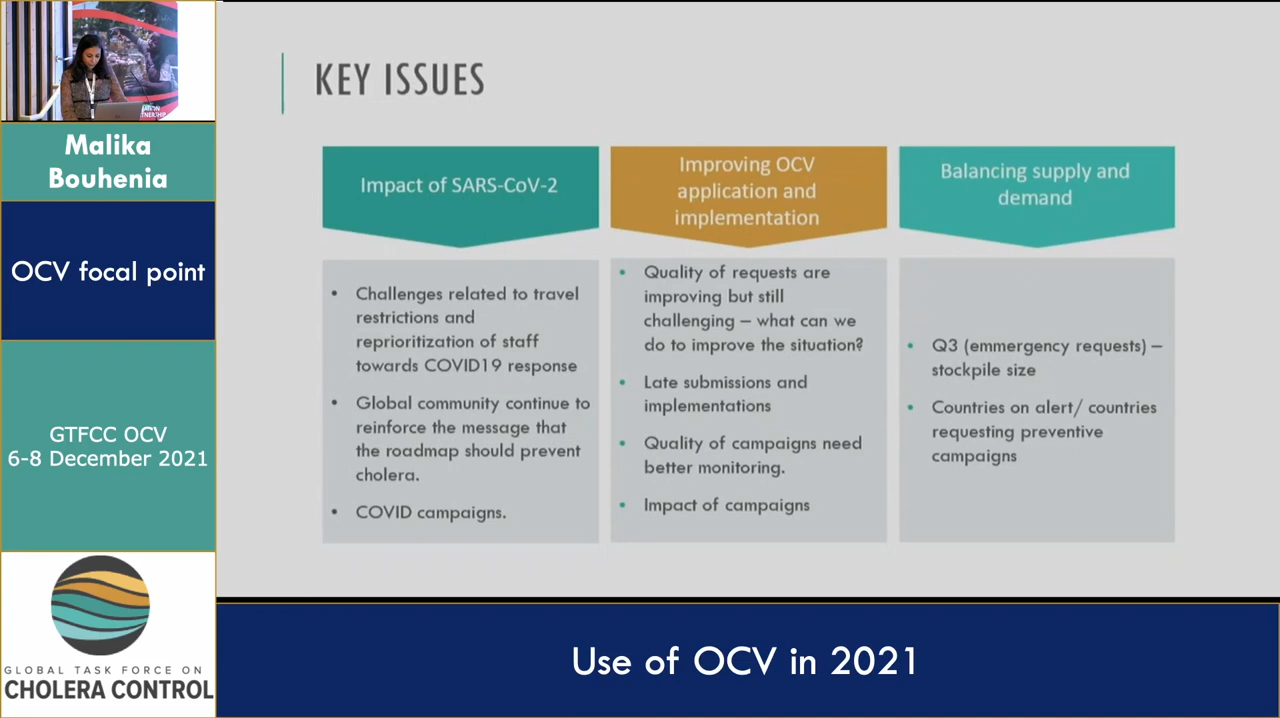 Malika
Bouhenia
OCV focal point
GTFCC OCV
6-8 December 2021
GLOBAL TASK FORCE ON
CHOLERA CONTROL
KEY ISSUES
Impact of SARS-CoV-2
• Challenges related to travel
restrictions and
reprioritization of staff
towards COVID19 response
• Global community continue to
reinforce the message that
the roadmap should prevent
cholera.
• COVID campaigns.
Improving OCV
application and
implementation
• Quality of requests are
improving but still
challenging – what can we
do to improve the situation?
• Late submissions and
implementations
• Quality of campaigns need
better monitoring.
• Impact of campaigns
Balancing supply and
demand
• Q3 (emmergency requests) –
stockpile size
• Countries on alert/ countries
requesting preventive
campaigns
Use of OCV in 2021